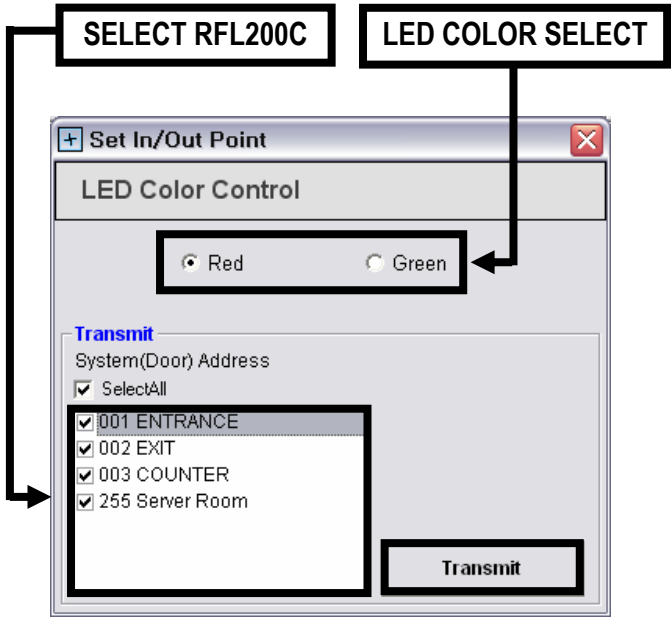 SELECT RFL200C
LED COLOR SELECT
Set In/Out Point
LED Color Control
Red
Green
Transmit
System(Door) Address
SelectAll
001 ENTRANCE
002 EXIT
003 COUNTER
255 Server Room
Transmit